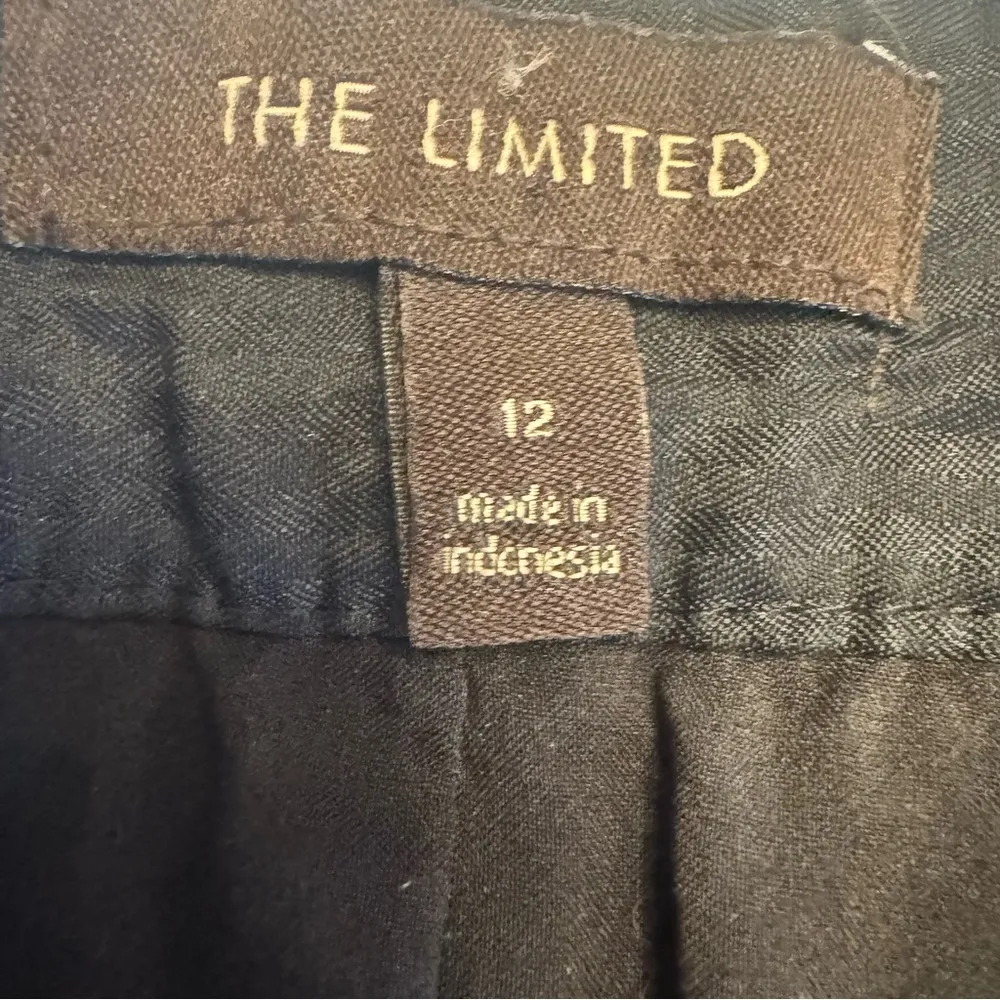 THE LIMITED
12
made in
indonesia